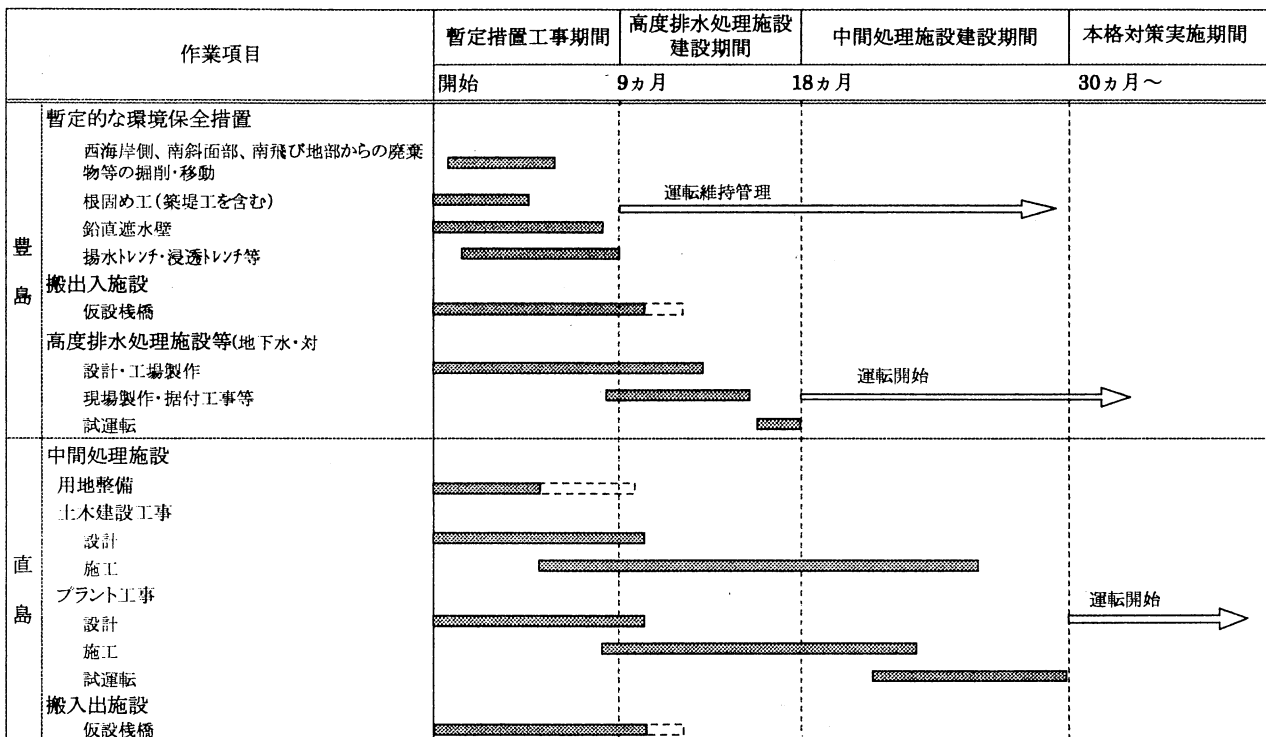 作業項目
暫定措置工事期間
高度排水処理施設
建設期間
中間処理施設建設期間
本格対策実施期間
開始
9ヵ月
18ヵ月
30ヵ月～
豊島
暫定的な環境保全措置
西海岸側、南斜面部、南飛び地部からの廃棄
物等の掘削・移動
根固め工(築堤工を含む)
運転維持管理
鉛直遮水壁
揚水トレンチ・浸透トレンチ等
搬出入施設
仮設桟橋
高度排水処理施設等(地下水・対
設計・工場製作
現場製作・据付工事等
運転開始
試運転
直島
中間処理施設
用地整備
土木建設工事
設計
施工
プラント工事
運転開始
設計
施工
試運転
搬入出施設
仮設桟橋